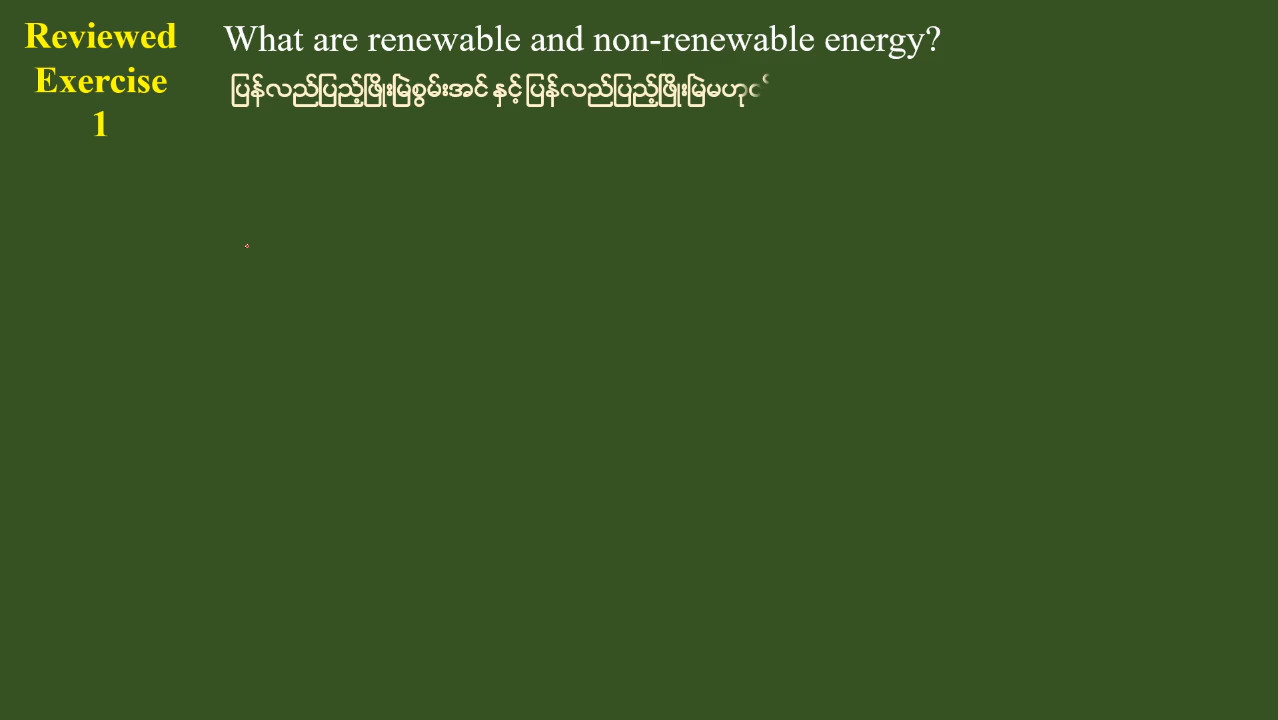 Reviewed
Exercise
1
What are renewable and non-renewable energy?
ပြန်လည်ပြည့်ဖြိုးမြဲစွမ်းအင် နှင့် ပြန်လည်ပြည့်ဖြိုးမြဲမဟု